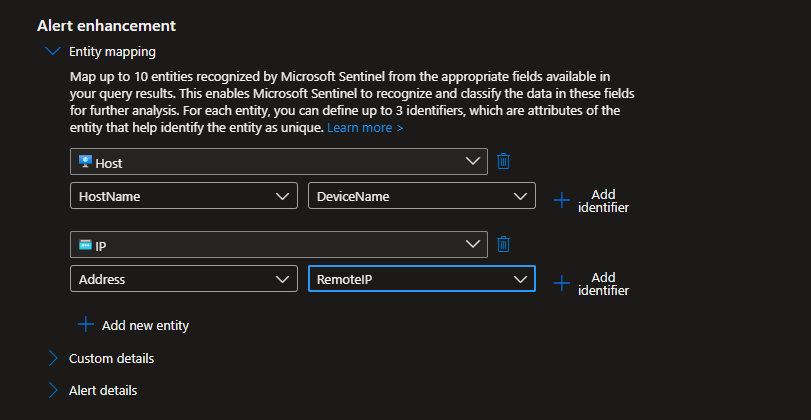 Alert enhancement
Entity mapping
Map up to 10 entities recognized by Microsoft Sentinel from the appropriate fields available in
your query results. This enables Microsoft Sentinel to recognize and classify the data in these fields
for further analysis. For each entity, you can define up to 3 identifiers, which are attributes of the
entity that help identify the entity as unique. Learn more >
Host
HostName DeviceName Add
identifier
IP
Address RemoteIP Add
identifier
Add new entity
Custom details
Alert details